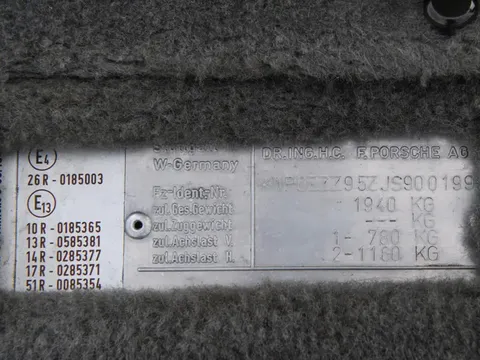 E4
26R-0185003
E13
10R-0185365
13R-0585381
14R-0285377
17R-0285371
51R-0085354
W-Germany
DR.ING.H.C. F.PORSCHE AG
Fz-Ident-Nr.
zul.Ges.Gewicht - 1940 KG
zul.Zuggewicht - --- KG
zul.Achslast V. 1- 780 KG
zul.Achslast H. 2-1180 KG